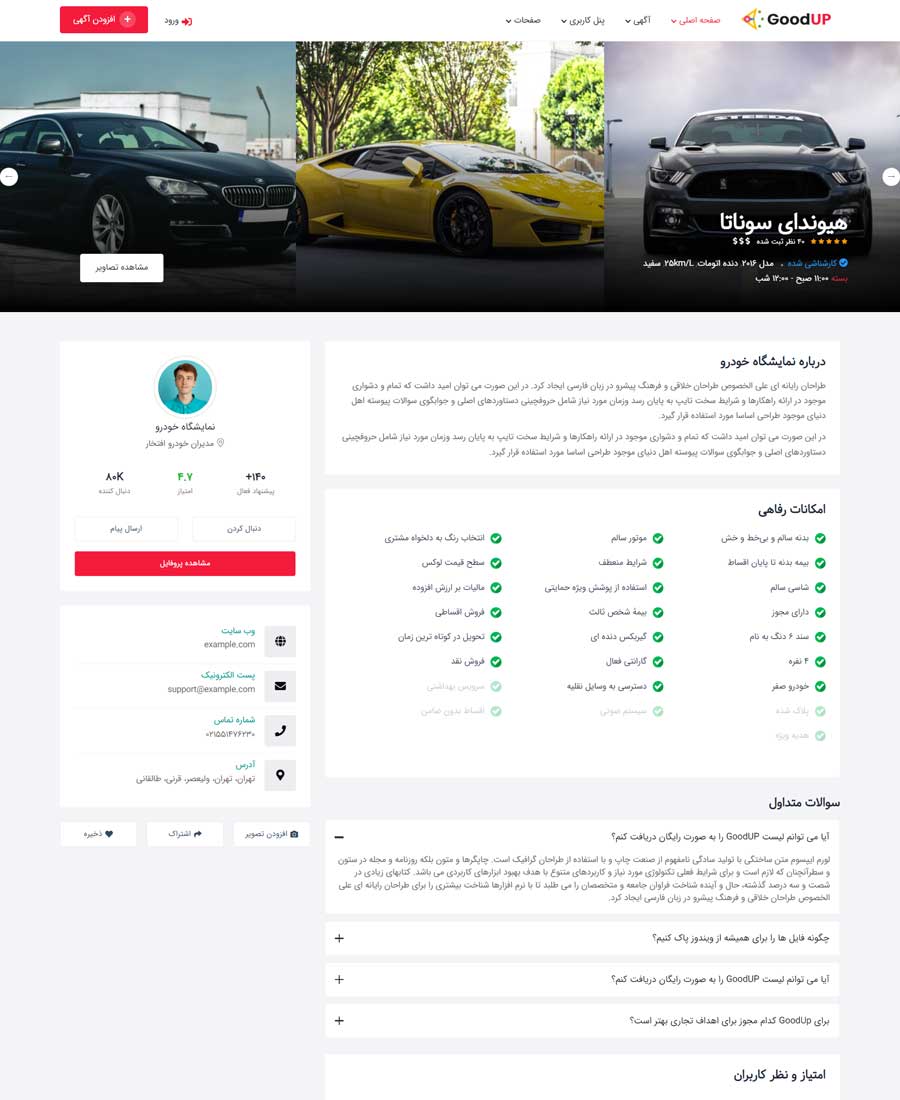 GoodUP
صفحه اصلی
آگهی
پنل کاربری
صفحات
ورود
افزودن آگهی
STEEDA
هیوندای سوناتا
۴۰ نظر ثبت شده $$$
کارشناسی شده . مدل ۲۰۱۶. دنده اتومات. ۲۵km/L سفید
بسته ۱۱:۰۰ صبح - ۱۲:۰۰ شب
مشاهده تصاویر
درباره نمایشگاه خودرو
طراحان رایانه ای علی الخصوص طراحان خلاقی و فرهنگ پیشرو در زبان فارسی ایجاد کرد. در این صورت می توان امید داشت که تمام و دشواری
موجود در ارائه راهکارها و شرایط سخت تایپ به پایان رسد وزمان مورد نیاز شامل حروفچینی دستاوردهای اصلی و جوابگوی سوالات پیوسته اهل
دنیای موجود طراحی اساسا مورد استفاده قرار گیرد.
در این صورت می توان امید داشت که تمام و دشواری موجود در ارائه راهکارها و شرایط سخت تایپ به پایان رسد وزمان مورد نیاز شامل حروفچینی
دستاوردهای اصلی و جوابگوی سوالات پیوسته اهل دنیای موجود طراحی اساسا مورد استفاده قرار گیرد.
امکانات رفاهی
بدنه سالم و بی‌خط و خش
موتور سالم
انتخاب رنگ به دلخواه مشتری
بیمه بدنه تا پایان اقساط
شرایط منعطف
سطح قیمت لوکس
شاسی سالم
استفاده از پوشش ویژه حمایتی
مالیات بر ارزش افزوده
دارای مجوز
بیمهٔ شخص ثالث
فروش اقساطی
سند ۶ دنگ به نام
گیربکس دنده ای
تحویل در کوتاه ترین زمان
۴ نفره
گارانتی فعال
فروش نقد
خودرو صفر
دسترسی به وسایل نقلیه
سرویس بهداشتی
پلاک شده
سیستم صوتی
اقساط بدون ضامن
هدیه ویژه
سوالات متداول
آیا می توانم لیست GoodUP را به صورت رایگان دریافت کنم؟
لورم ایپسوم متن ساختگی با تولید سادگی نامفهوم از صنعت چاپ و با استفاده از طراحان گرافیک است. چاپگرها و متون بلکه روزنامه و مجله در ستون
و سطرآنچنان که لازم است و برای شرایط فعلی تکنولوژی مورد نیاز و کاربردهای متنوع با هدف بهبود ابزارهای کاربردی می باشد. کتابهای زیادی در
شصت و سه درصد گذشته، حال و آینده شناخت فراوان جامعه و متخصصان را می طلبد تا با نرم افزارها شناخت بیشتری را برای طراحان رایانه ای علی
الخصوص طراحان خلاقی و فرهنگ پیشرو در زبان فارسی ایجاد کرد.
چگونه فایل ها را برای همیشه از ویندوز پاک کنیم؟
آیا می توانم لیست GoodUP را به صورت رایگان دریافت کنم؟
برای GoodUp کدام مجوز برای اهداف تجاری بهتر است؟
امتیاز و نظر کاربران
نمایشگاه خودرو
مدیران خودرو افتخار
۱۴۰+
۴.۷
۸۰K
پیشنهاد فعال
امتیاز
دنبال کننده
دنبال کردن
ارسال پیام
مشاهده پروفایل
وب سایت
example.com
پست الکترونیک
support@example.com
شماره تماس
۰۲۱۵۵۱۴۷۶۲۳۰
آدرس
تهران، تهران، ولیعصر، قرنی، طالقانی
افزودن تصویر
اشتراک
ذخیره